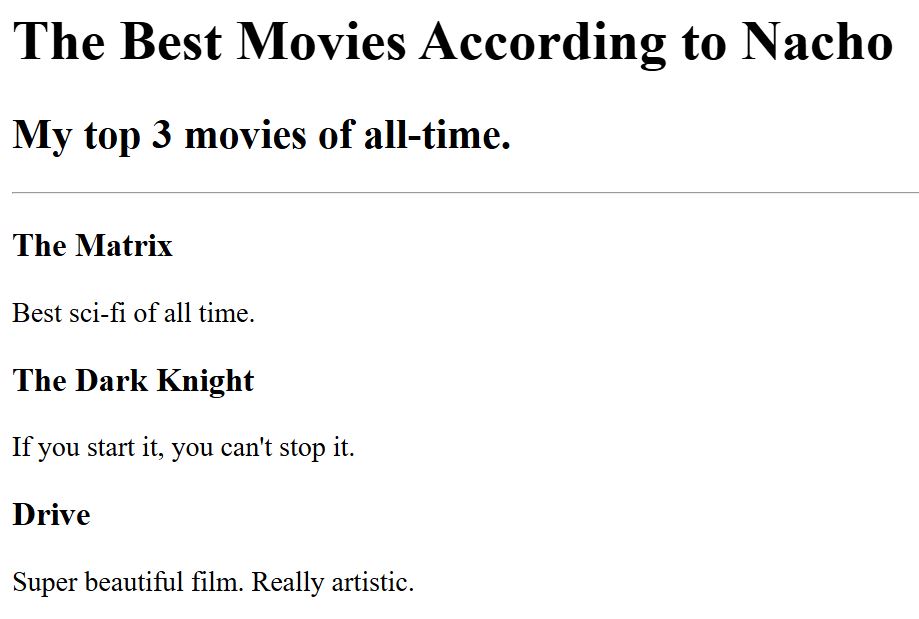 The Best Movies According to Nacho
My top 3 movies of all-time.
The Matrix
Best sci-fi of all time.
The Dark Knight
If you start it, you can't stop it.
Drive
Super beautiful film. Really artistic.